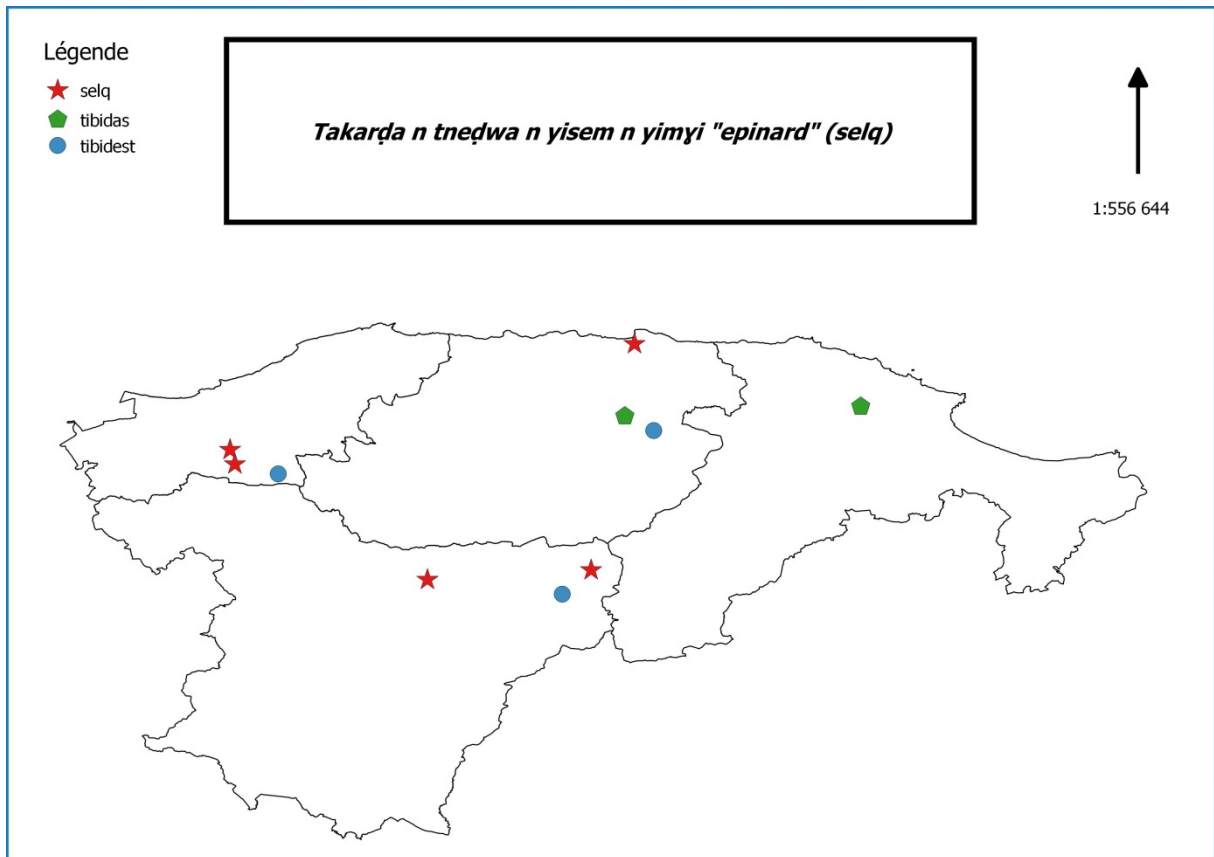 Légende
selq
tibidas
tibidest
Takarḍa n tneḍwa n yisem n yimɣi "epinard" (selq)
1:556 644